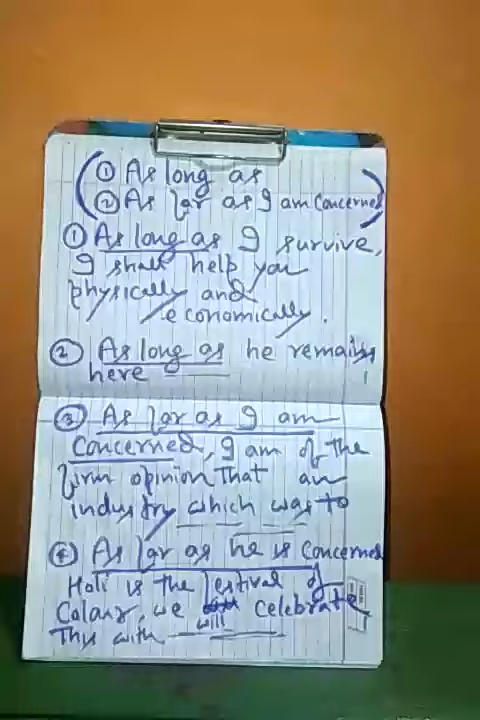 ① As long as
② As far as I am Concerned
① As long as I survive,
I shall help you
physically and
economically.
② As long as he remains
here
③ As far as I am
Concerned, I am of the
firm opinion that an
industry which was to
④ As far as he is Concerned
Holi is the festival of
Colour, we will Celebrate
This with